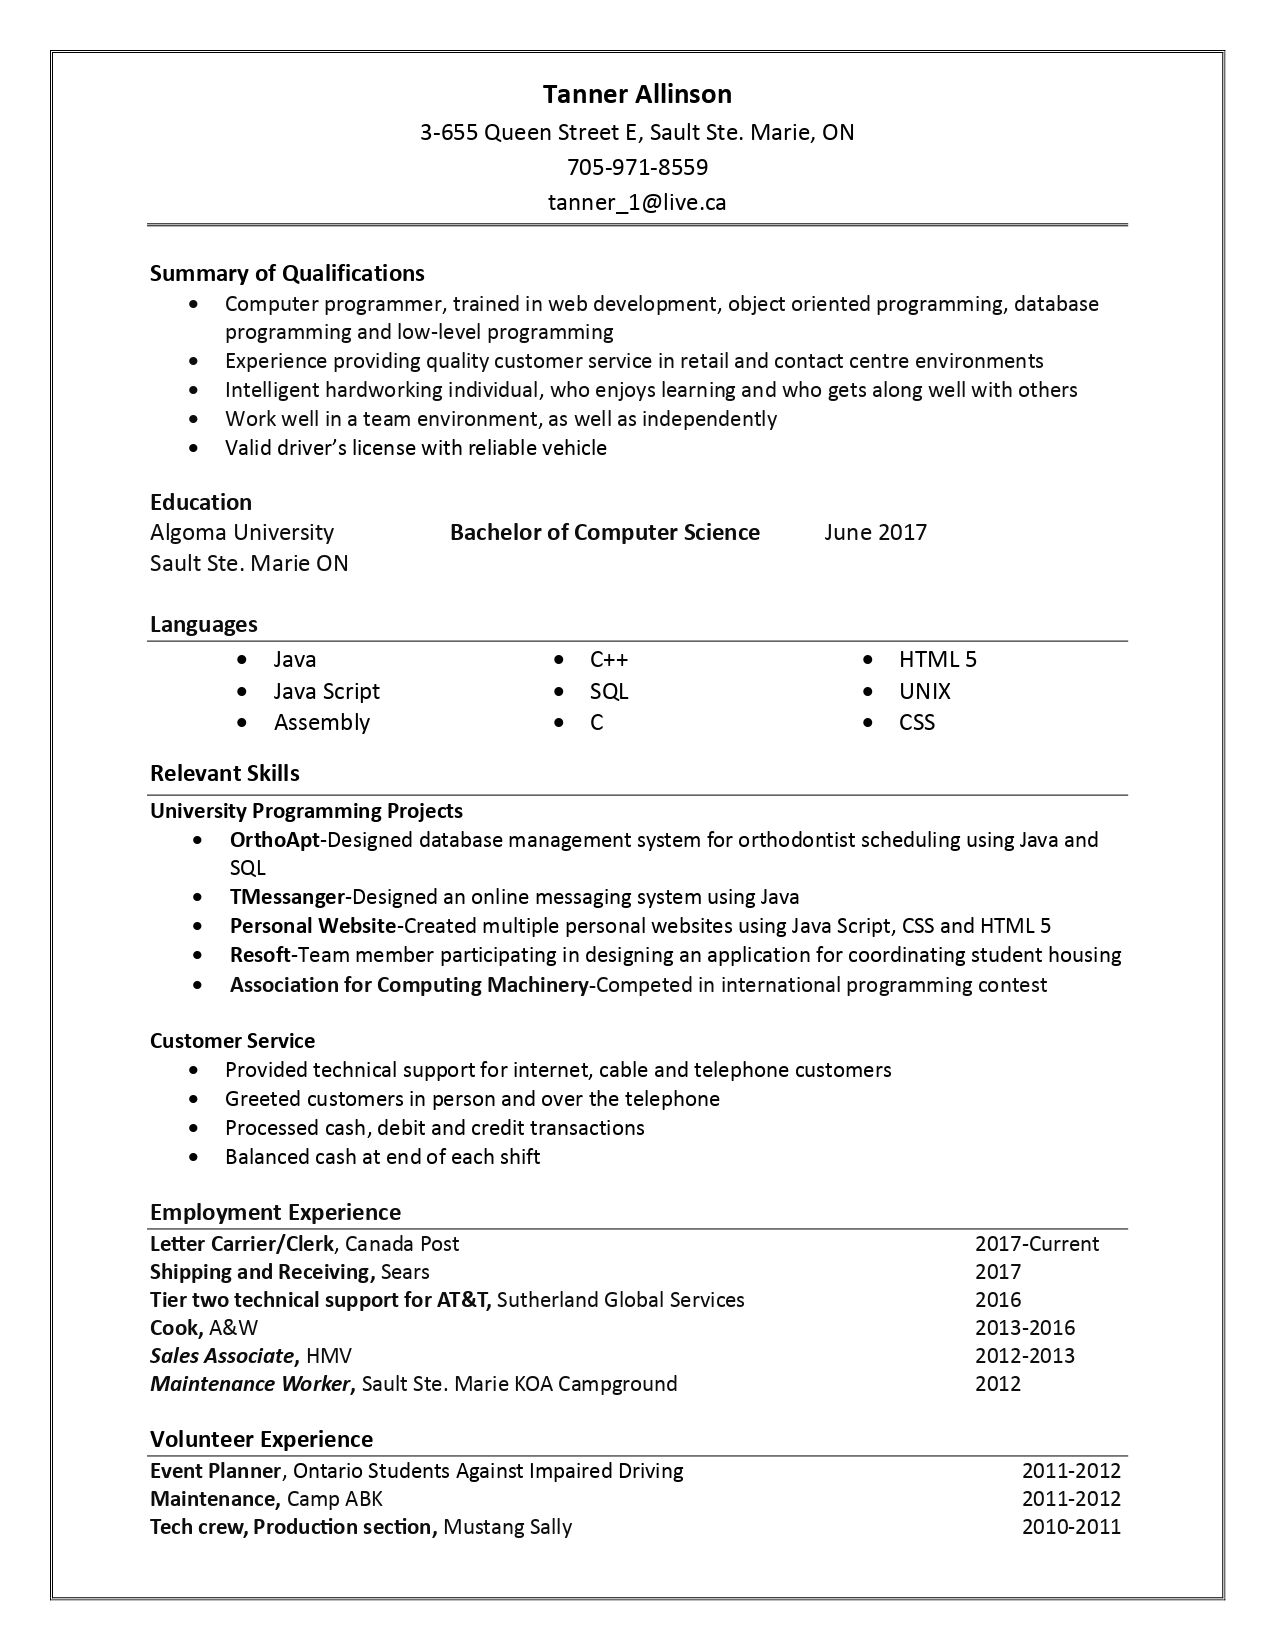 Tanner Allinson
3-655 Queen Street E, Sault Ste. Marie, ON
705-971-8559
tanner_1@live.ca
Summary of Qualifications
• Computer programmer, trained in web development, object oriented programming, database
programming and low-level programming
• Experience providing quality customer service in retail and contact centre environments
• Intelligent hardworking individual, who enjoys learning and who gets along well with others
• Work well in a team environment, as well as independently
• Valid driver’s license with reliable vehicle
Education
Algoma University Bachelor of Computer Science June 2017
Sault Ste. Marie ON
Languages
• Java • C++ • HTML 5
• Java Script • SQL • UNIX
• Assembly • C • CSS
Relevant Skills
University Programming Projects
• OrthoApt-Designed database management system for orthodontist scheduling using Java and
SQL
• TMessanger-Designed an online messaging system using Java
• Personal Website-Created multiple personal websites using Java Script, CSS and HTML 5
• Resoft-Team member participating in designing an application for coordinating student housing
• Association for Computing Machinery-Competed in international programming contest
Customer Service
• Provided technical support for internet, cable and telephone customers
• Greeted customers in person and over the telephone
• Processed cash, debit and credit transactions
• Balanced cash at end of each shift
Employment Experience
Letter Carrier/Clerk, Canada Post 2017-Current
Shipping and Receiving, Sears 2017
Tier two technical support for AT&T, Sutherland Global Services 2016
Cook, A&W 2013-2016
Sales Associate, HMV 2012-2013
Maintenance Worker, Sault Ste. Marie KOA Campground 2012
Volunteer Experience
Event Planner, Ontario Students Against Impaired Driving 2011-2012
Maintenance, Camp ABK 2011-2012
Tech crew, Production section, Mustang Sally 2010-2011